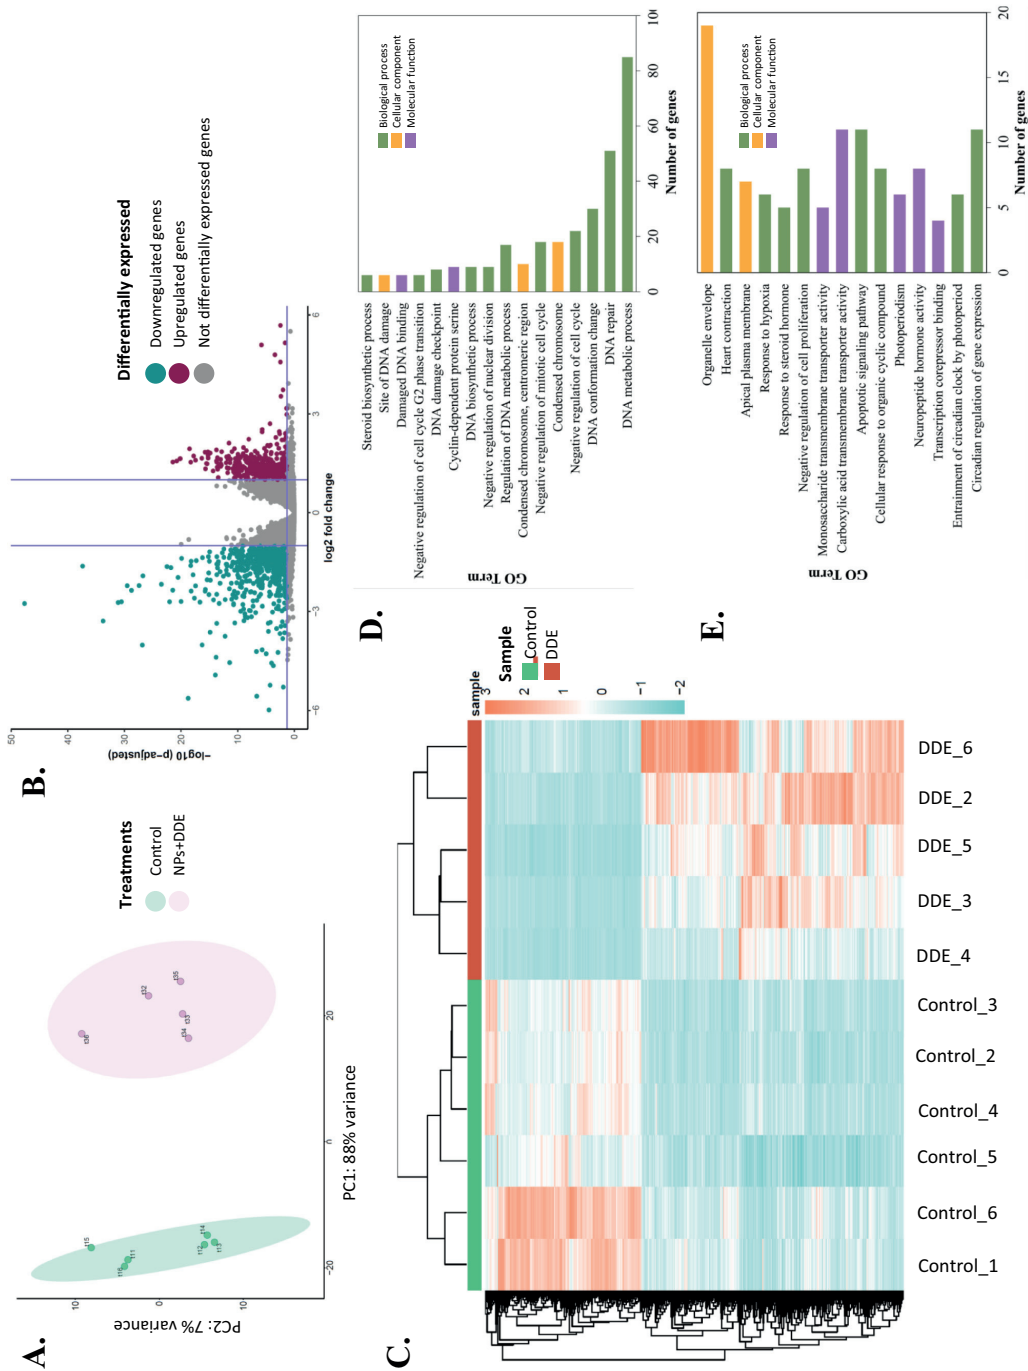 A.
PC2: 7% variance
10
0
10
-20
0
20
PC1: 88% variance
t15
t11
t16
t14
t12
t13
t36
t32
t35
t33
t34
Treatments
Control
NPs+DDE
B.
−log10 (p-adjusted)
50
40
30
20
10
0
-6
-3
0
3
6
log2 fold change
Differentially expressed
Downregulated genes
Upregulated genes
Not differentially expressed genes
C.
sample
3
2
1
0
-1
-2
Sample
Control
DDE
Control_1
Control_6
Control_5
Control_4
Control_2
Control_3
DDE_4
DDE_3
DDE_5
DDE_2
DDE_6
D.
GO Term
Steroid biosynthetic process
Site of DNA damage
Damaged DNA binding
Negative regulation of cell cycle G2 phase transition
DNA damage checkpoint
Cyclin-dependent protein serine
DNA biosynthetic process
Negative regulation of nuclear division
Regulation of DNA metabolic process
Condensed chromosome, centromeric region
Negative regulation of mitotic cell cycle
Condensed chromosome
Negative regulation of cell cycle
DNA conformation change
DNA repair
DNA metabolic process
0
20
40
60
80
Number of genes
Biological process
Cellular component
Molecular function
E.
GO Term
Organelle envelope
Heart contraction
Apical plasma membrane
Response to hypoxia
Response to steroid hormone
Negative regulation of cell proliferation
Monosaccharide transmembrane transporter activity
Carboxylic acid transmembrane transporter activity
Apoptotic signaling pathway
Cellular response to organic cyclic compound
Photoperiodism
Neuropeptide hormone activity
Transcription corepressor binding
Entrainment of circadian clock by photoperiod
Circadian regulation of gene expression
0
5
10
15
20
Number of genes
Biological process
Cellular component
Molecular function